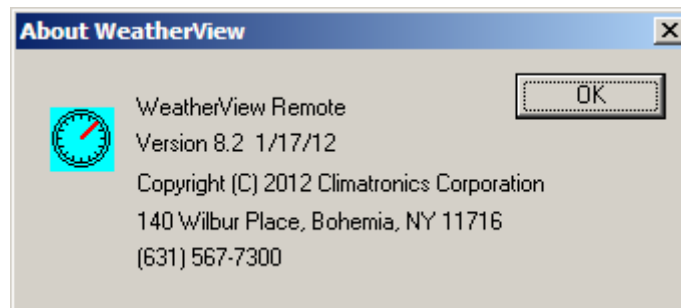 About WeatherView
OK
WeatherView Remote
Version 8.2 1/17/12
Copyright (C) 2012 Climatronics Corporation
140 Wilbur Place, Bohemia, NY 11716
(631) 567-7300